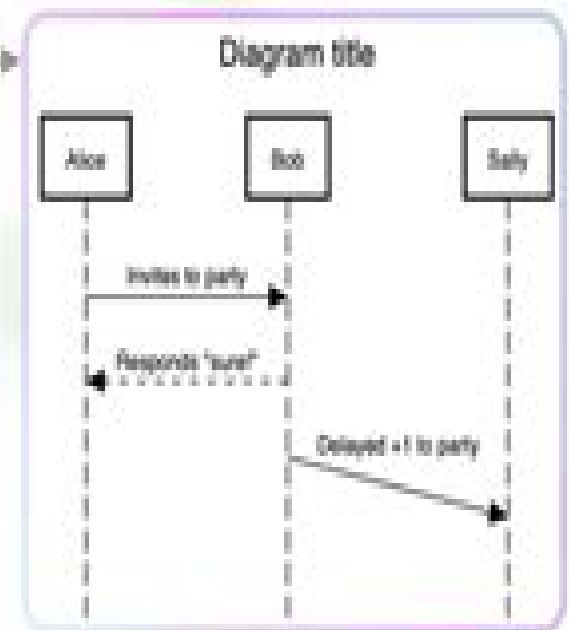 Diagram title
Alice
Bob
Sally
Invites to party
Responds "sure!"
Delayed +1 to party